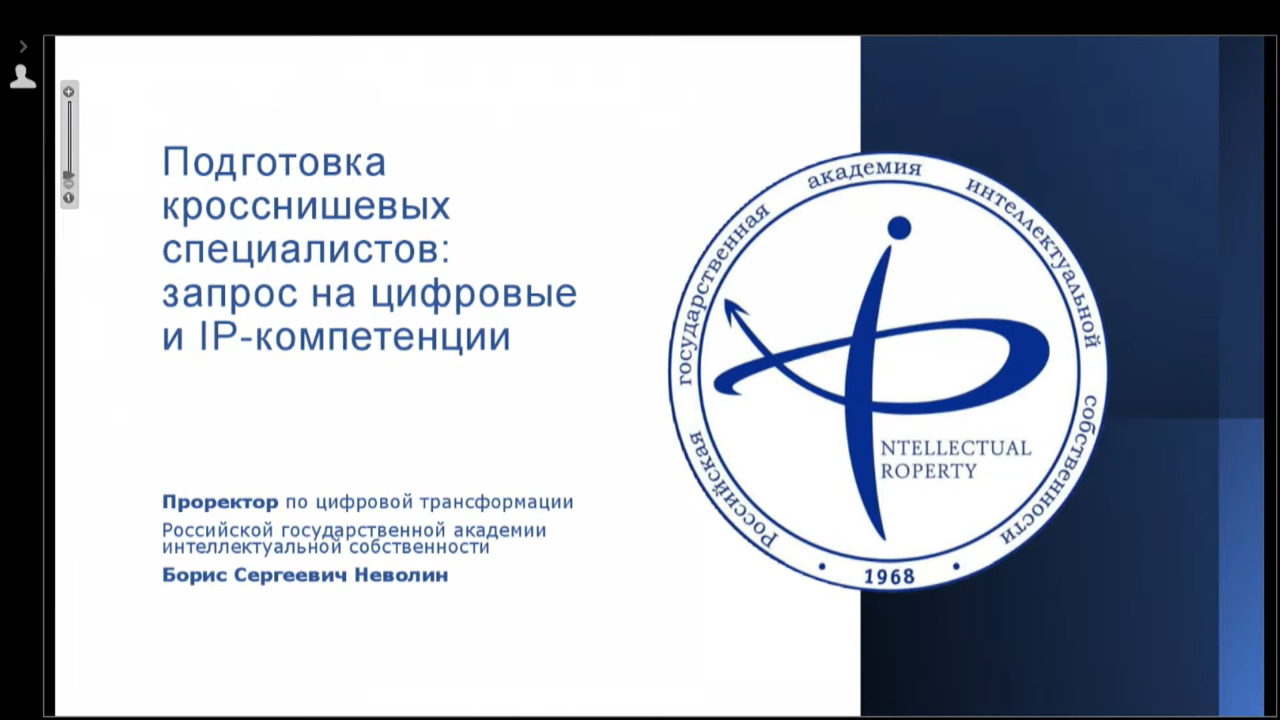 Подготовка
кросснишевых
специалистов:
запрос на цифровые
и IP-компетенции
Проректор по цифровой трансформации
Российской государственной академии
интеллектуальной собственности
Борис Сергеевич Неволин
Российская государственная академия интеллектуальной собственности
NTELLECTUAL
ROPERTY
• 1968 •